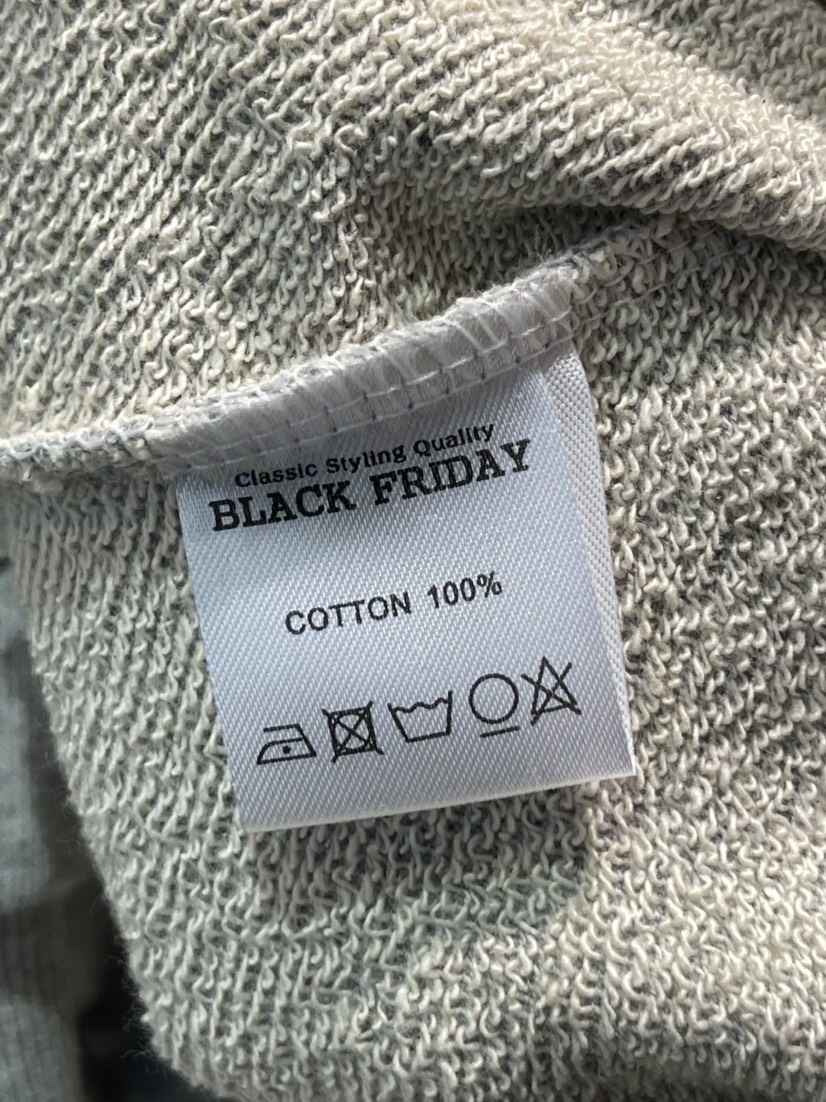 Classic Styling Quality
BLACK FRIDAY
COTTON 100%